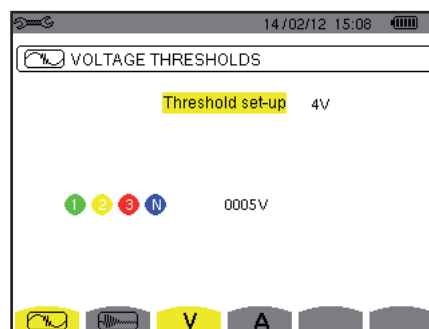 14/02/12 15:08
VOLTAGE THRESHOLDS
Threshold set-up 4V
1 2 3 N 0005V
V A